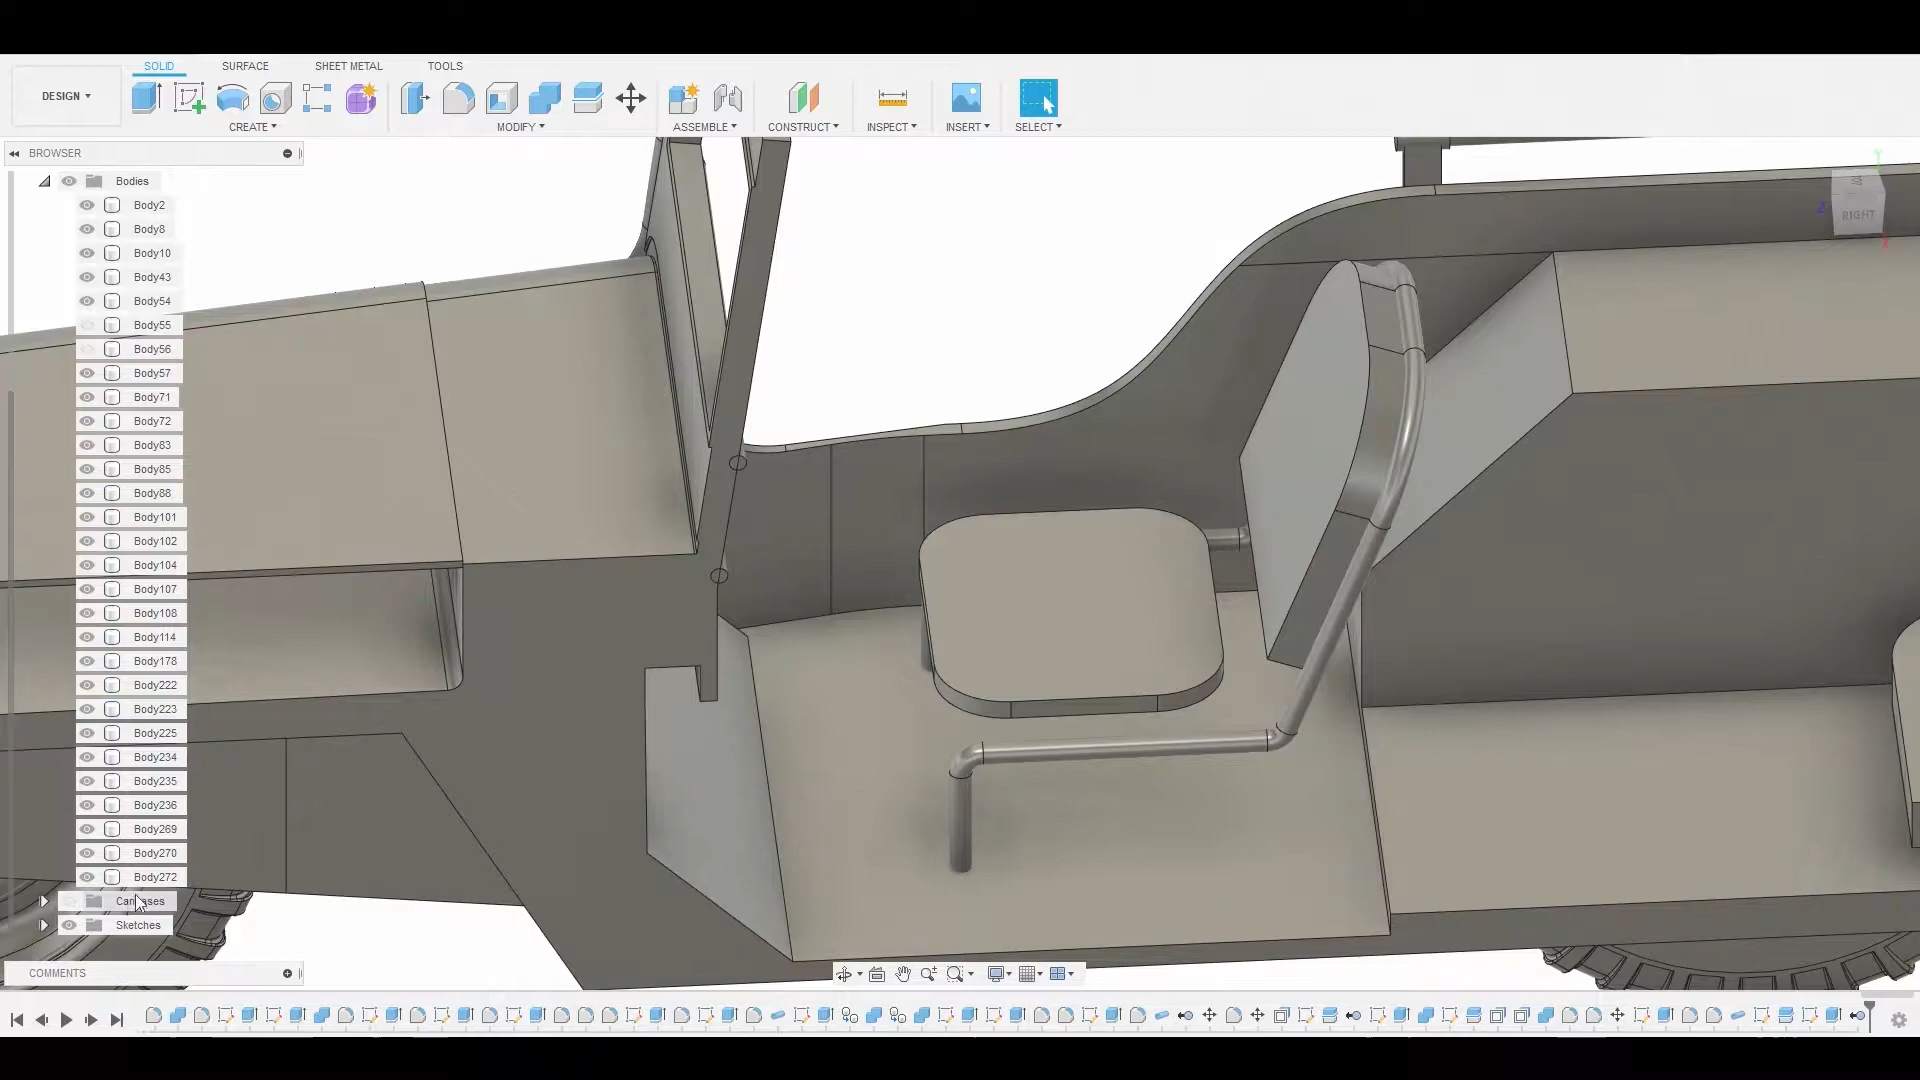 SOLID SURFACE SHEET METAL TOOLS
DESIGN
CREATE MODIFY ASSEMBLE CONSTRUCT INSPECT INSERT SELECT
BROWSER
Bodies
Body2
Body8
Body10
Body43
Body54
Body55
Body56
Body57
Body71
Body72
Body83
Body85
Body88
Body101
Body102
Body104
Body107
Body108
Body114
Body178
Body222
Body223
Body225
Body234
Body235
Body236
Body269
Body270
Body272
Canvases
Sketches
COMMENTS
Y
Z
RIGHT
X